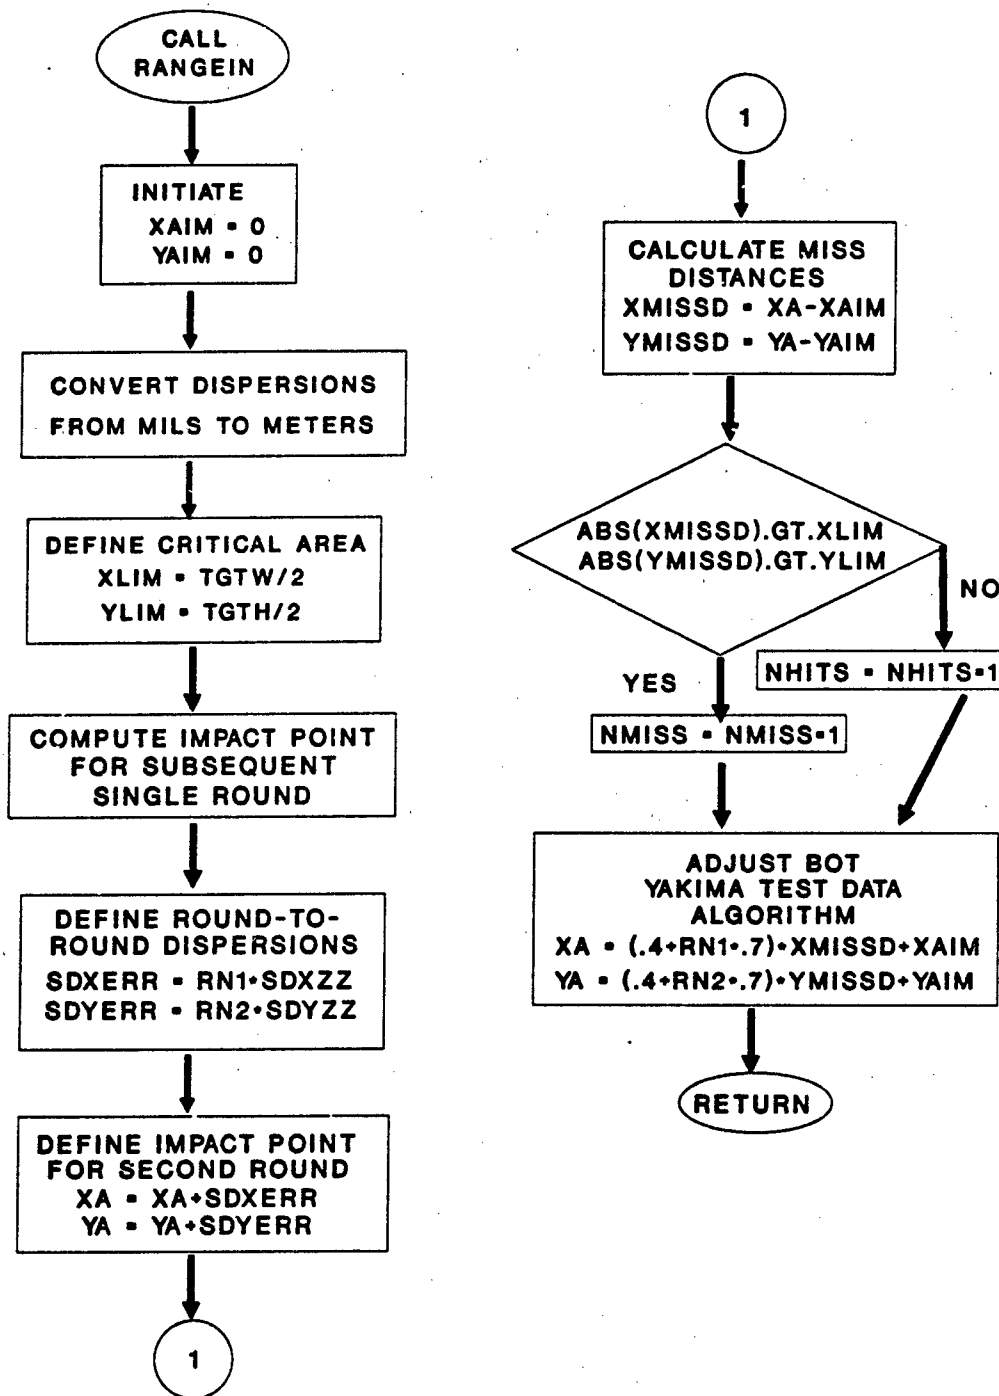 CALL
RANGEIN
INITIATE
XAIM = 0
YAIM = 0
CONVERT DISPERSIONS
FROM MILS TO METERS
DEFINE CRITICAL AREA
XLIM = TGTW/2
YLIM = TGTH/2
COMPUTE IMPACT POINT
FOR SUBSEQUENT
SINGLE ROUND
DEFINE ROUND-TO-
ROUND DISPERSIONS
SDXERR = RN1*SDXZZ
SDYERR = RN2*SDYZZ
DEFINE IMPACT POINT
FOR SECOND ROUND
XA = XA+SDXERR
YA = YA+SDYERR
1
1
CALCULATE MISS
DISTANCES
XMISSD = XA-XAIM
YMISSD = YA-YAIM
ABS(XMISSD).GT.XLIM
ABS(YMISSD).GT.YLIM
NO
YES
NHITS = NHITS=1
NMISS = NMISS=1
ADJUST BOT
YAKIMA TEST DATA
ALGORITHM
XA = (.4+RN1*.7)*XMISSD+XAIM
YA = (.4+RN2*.7)*YMISSD+YAIM
RETURN